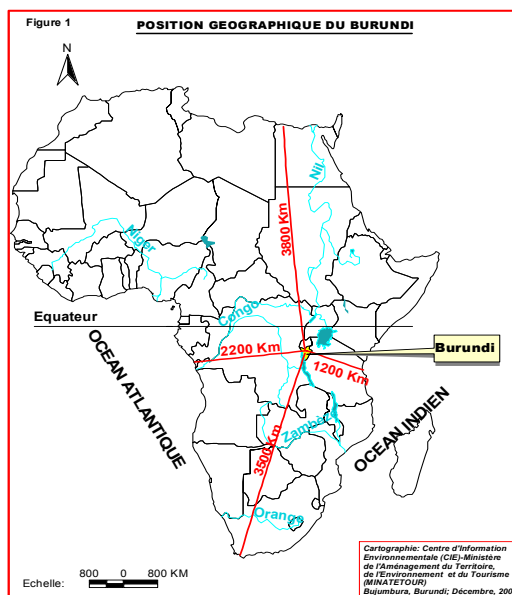 Figure 1
POSITION GEOGRAPHIQUE DU BURUNDI
N
Nil
3800 Km
Niger
Congo
Equateur
2200 Km
Burundi
1200 Km
OCEAN ATLANTIQUE
OCEAN INDIEN
Zambèze
3500 Km
Orange
Echelle:
800 0 800 KM
Cartographie: Centre d'Information
Environnementale (CIE)-Ministère
de l'Aménagement du Territoire,
de l'Environnement et du Tourisme
(MINATETOUR)
Bujumbura, Burundi; Décembre,